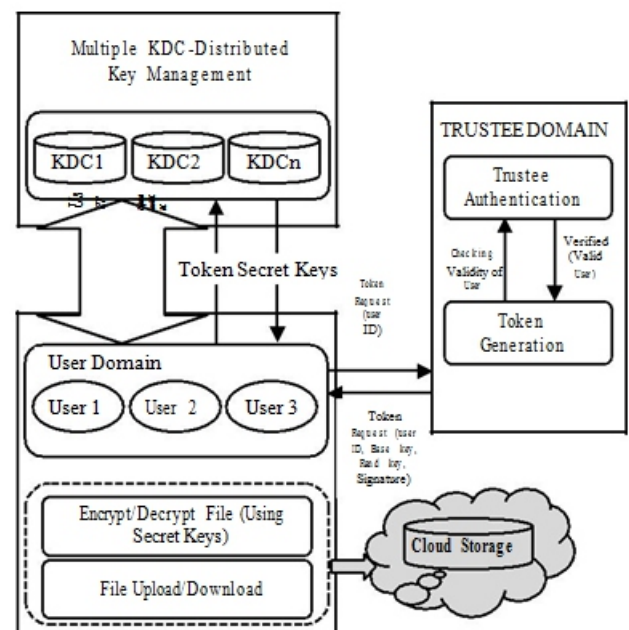 Multiple KDC-Distributed
Key Management
KDC1
KDC2
KDCn
TRUSTEE DOMAIN
Trustee
Authentication
Checking
Validity of
User
Verified
(Valid
User)
Token
Generation
Token Secret Keys
Token
Request
(user
ID)
User Domain
User 1
User 2
User 3
Token
Request (user
ID, Base key,
Rand key,
Signature)
Encrypt/Decrypt File (Using
Secret Keys)
File Upload/Download
Cloud Storage